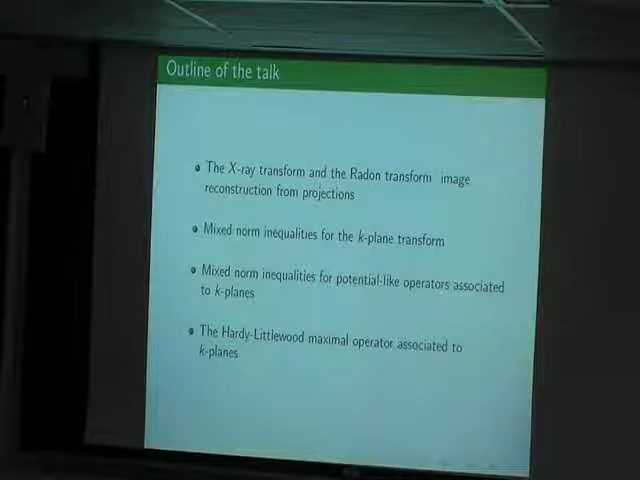 Outline of the talk
The X-ray transform and the Radon transform image
reconstruction from projections
Mixed norm inequalities for the k-plane transform
Mixed norm inequalities for potential-like operators associated
to k-planes
The Hardy-Littlewood maximal operator associated to
k-planes